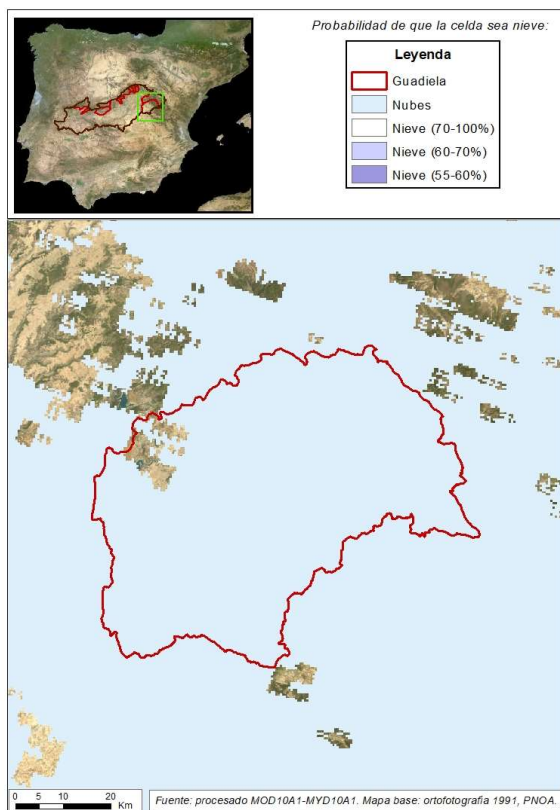 Probabilidad de que la celda sea nieve:
Leyenda
Guadiela
Nubes
Nieve (70-100%)
Nieve (60-70%)
Nieve (55-60%)
0 5 10 20
Km
Fuente: procesado MOD10A1-MYD10A1. Mapa base: ortofotografia 1991, PNOA